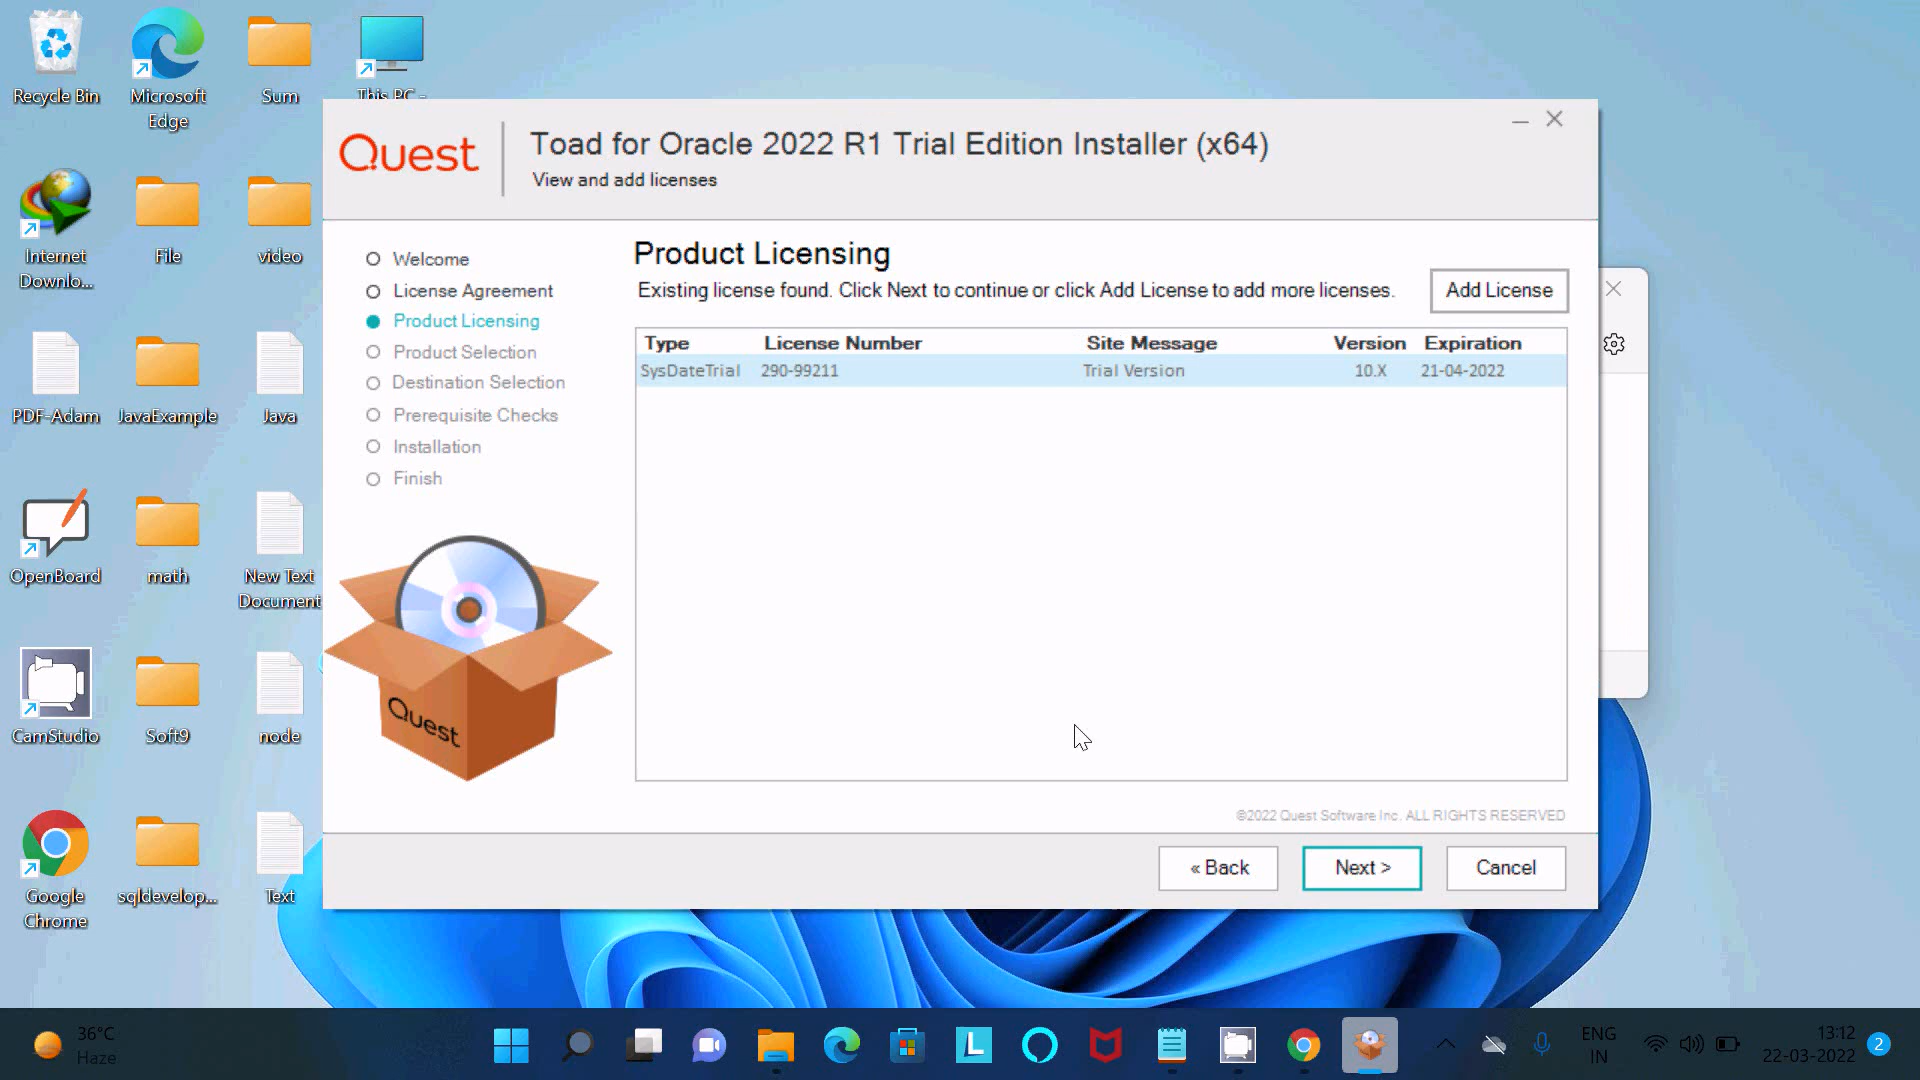 Recycle Bin
Microsoft
Edge
Sum
This PC -
Internet
Downlo...
File
video
PDF-Adam
JavaExample
Java
OpenBoard
math
New Text
Document
CamStudio
Soft9
node
Google
Chrome
sqldevelop...
Text
Quest
Toad for Oracle 2022 R1 Trial Edition Installer (x64)
View and add licenses
Welcome
License Agreement
Product Licensing
Product Selection
Destination Selection
Prerequisite Checks
Installation
Finish
Quest
Product Licensing
Existing license found. Click Next to continue or click Add License to add more licenses.
Add License
Type License Number Site Message Version Expiration
SysDateTrial 290-99211 Trial Version 10.X 21-04-2022
©2022 Quest Software Inc. ALL RIGHTS RESERVED
« Back
Next >
Cancel
36°C
Haze
L
ENG
IN
13:12
22-03-2022
2